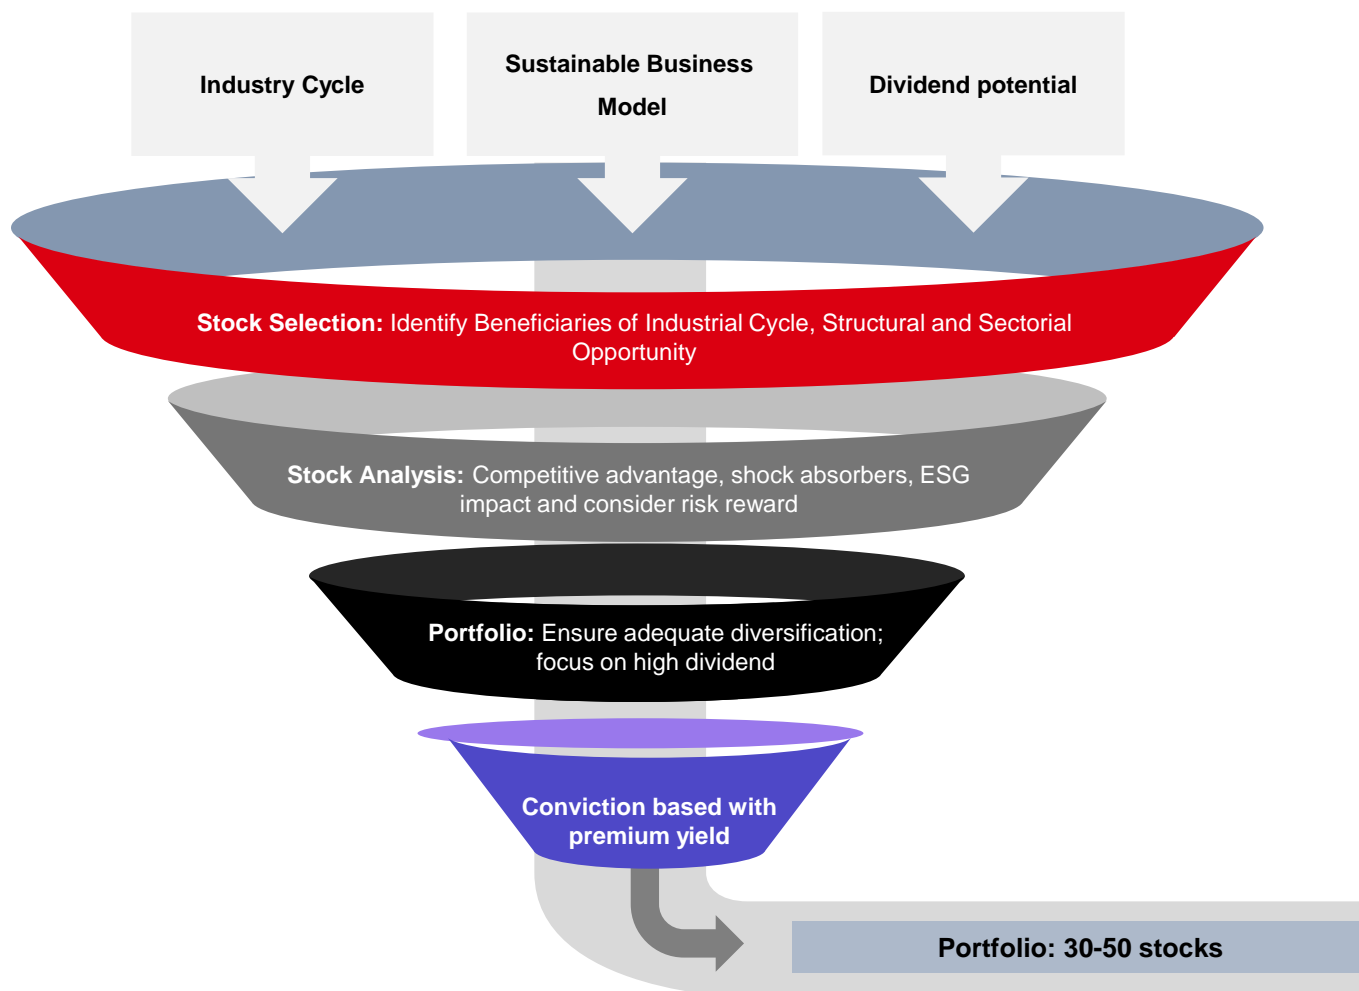 Industry Cycle
Sustainable Business
Model
Dividend potential
Stock Selection: Identify Beneficiaries of Industrial Cycle, Structural and Sectorial
Opportunity
Stock Analysis: Competitive advantage, shock absorbers, ESG
impact and consider risk reward
Portfolio: Ensure adequate diversification;
focus on high dividend
Conviction based with
premium yield
Portfolio: 30-50 stocks